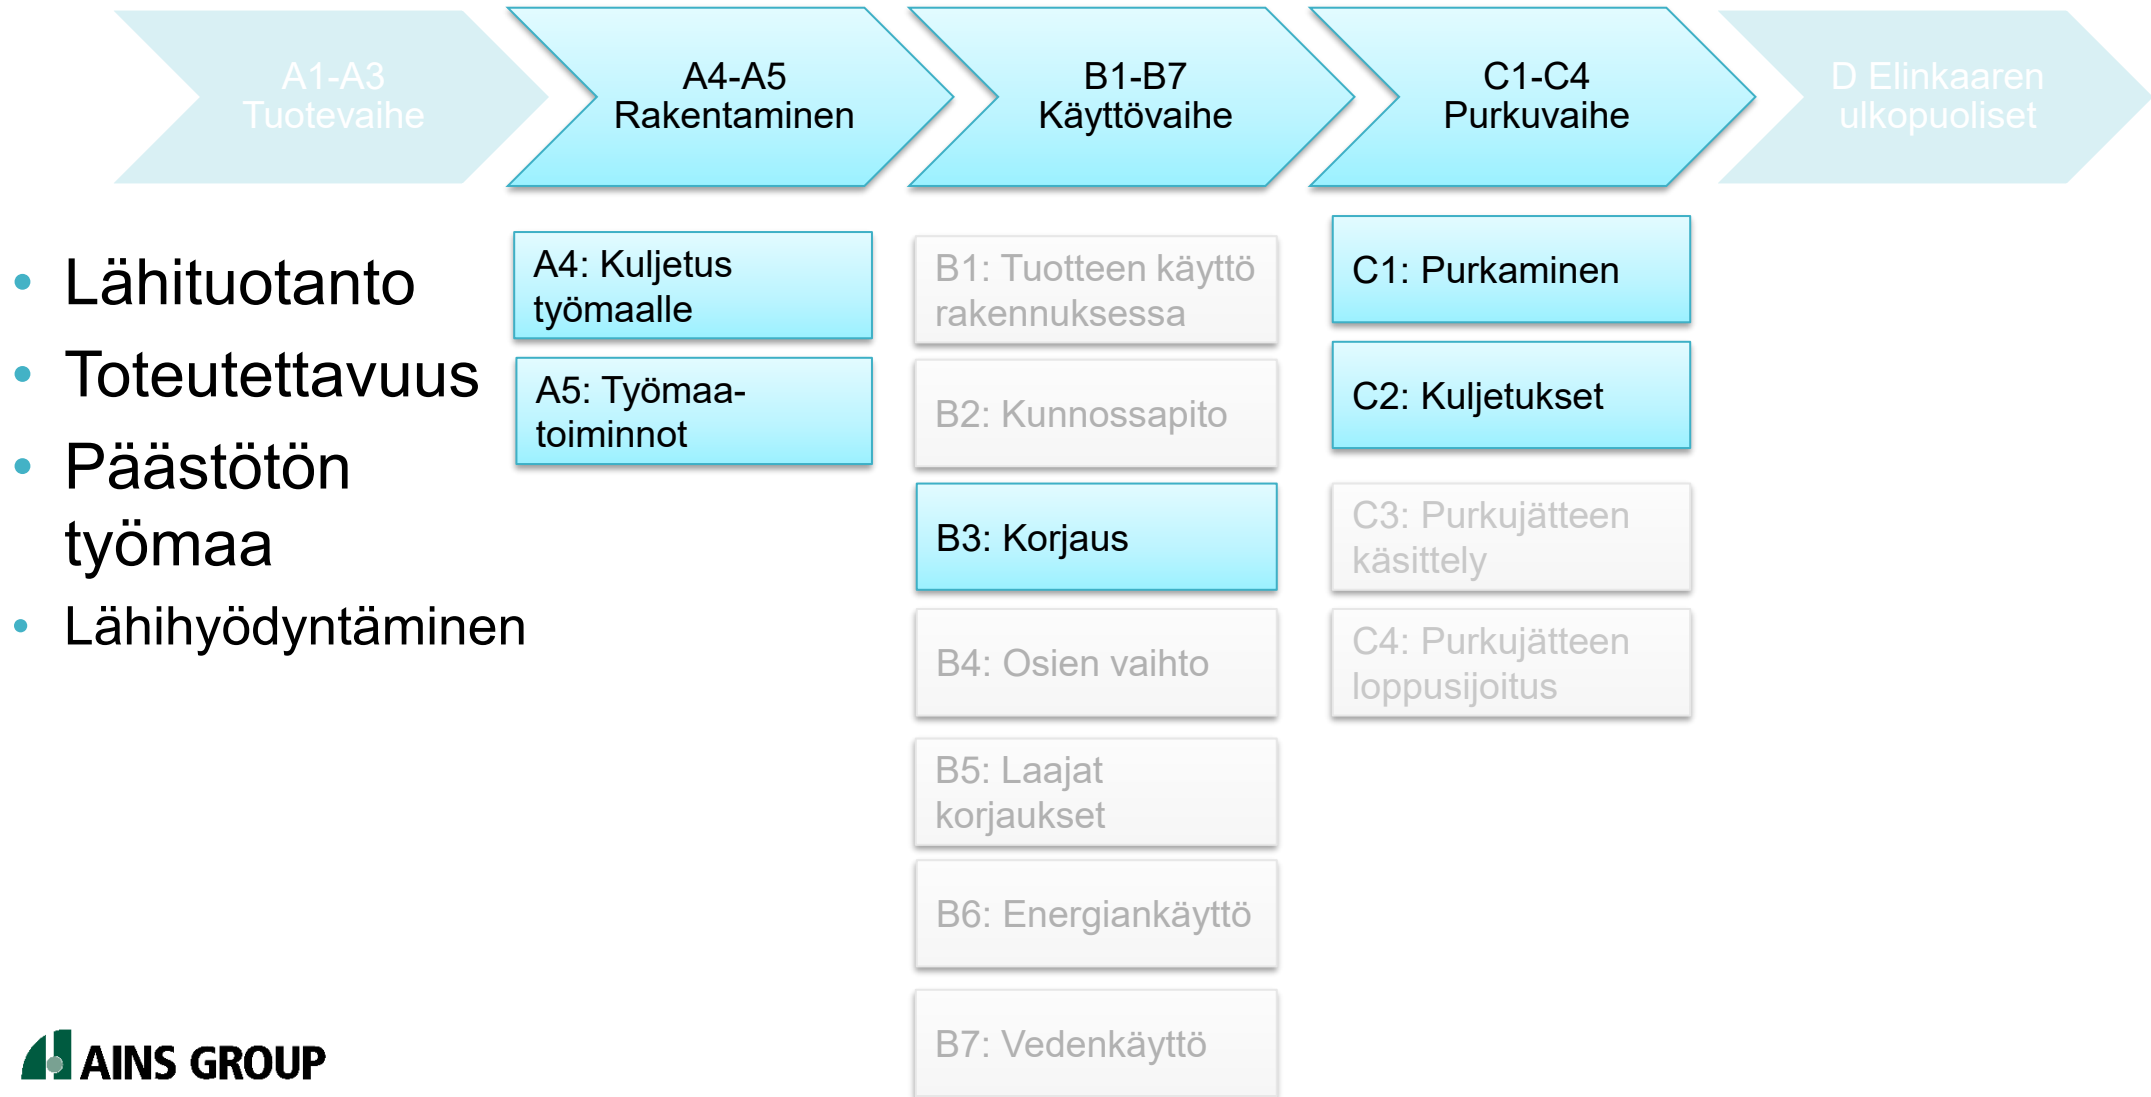 A1-A3
Tuotevaihe
A4-A5
Rakentaminen
B1-B7
Käyttövaihe
C1-C4
Purkuvaihe
D Elinkaaren
ulkopuoliset
• Lähituotanto
• Toteutettavuus
• Päästötön
työmaa
• Lähihyödyntäminen
A4: Kuljetus
työmaalle
A5: Työmaa-
toiminnot
B1: Tuotteen käyttö
rakennuksessa
B2: Kunnossapito
B3: Korjaus
B4: Osien vaihto
B5: Laajat
korjaukset
B6: Energiankäyttö
B7: Vedenkäyttö
C1: Purkaminen
C2: Kuljetukset
C3: Purkujätteen
käsittely
C4: Purkujätteen
loppusijoitus
AINS GROUP